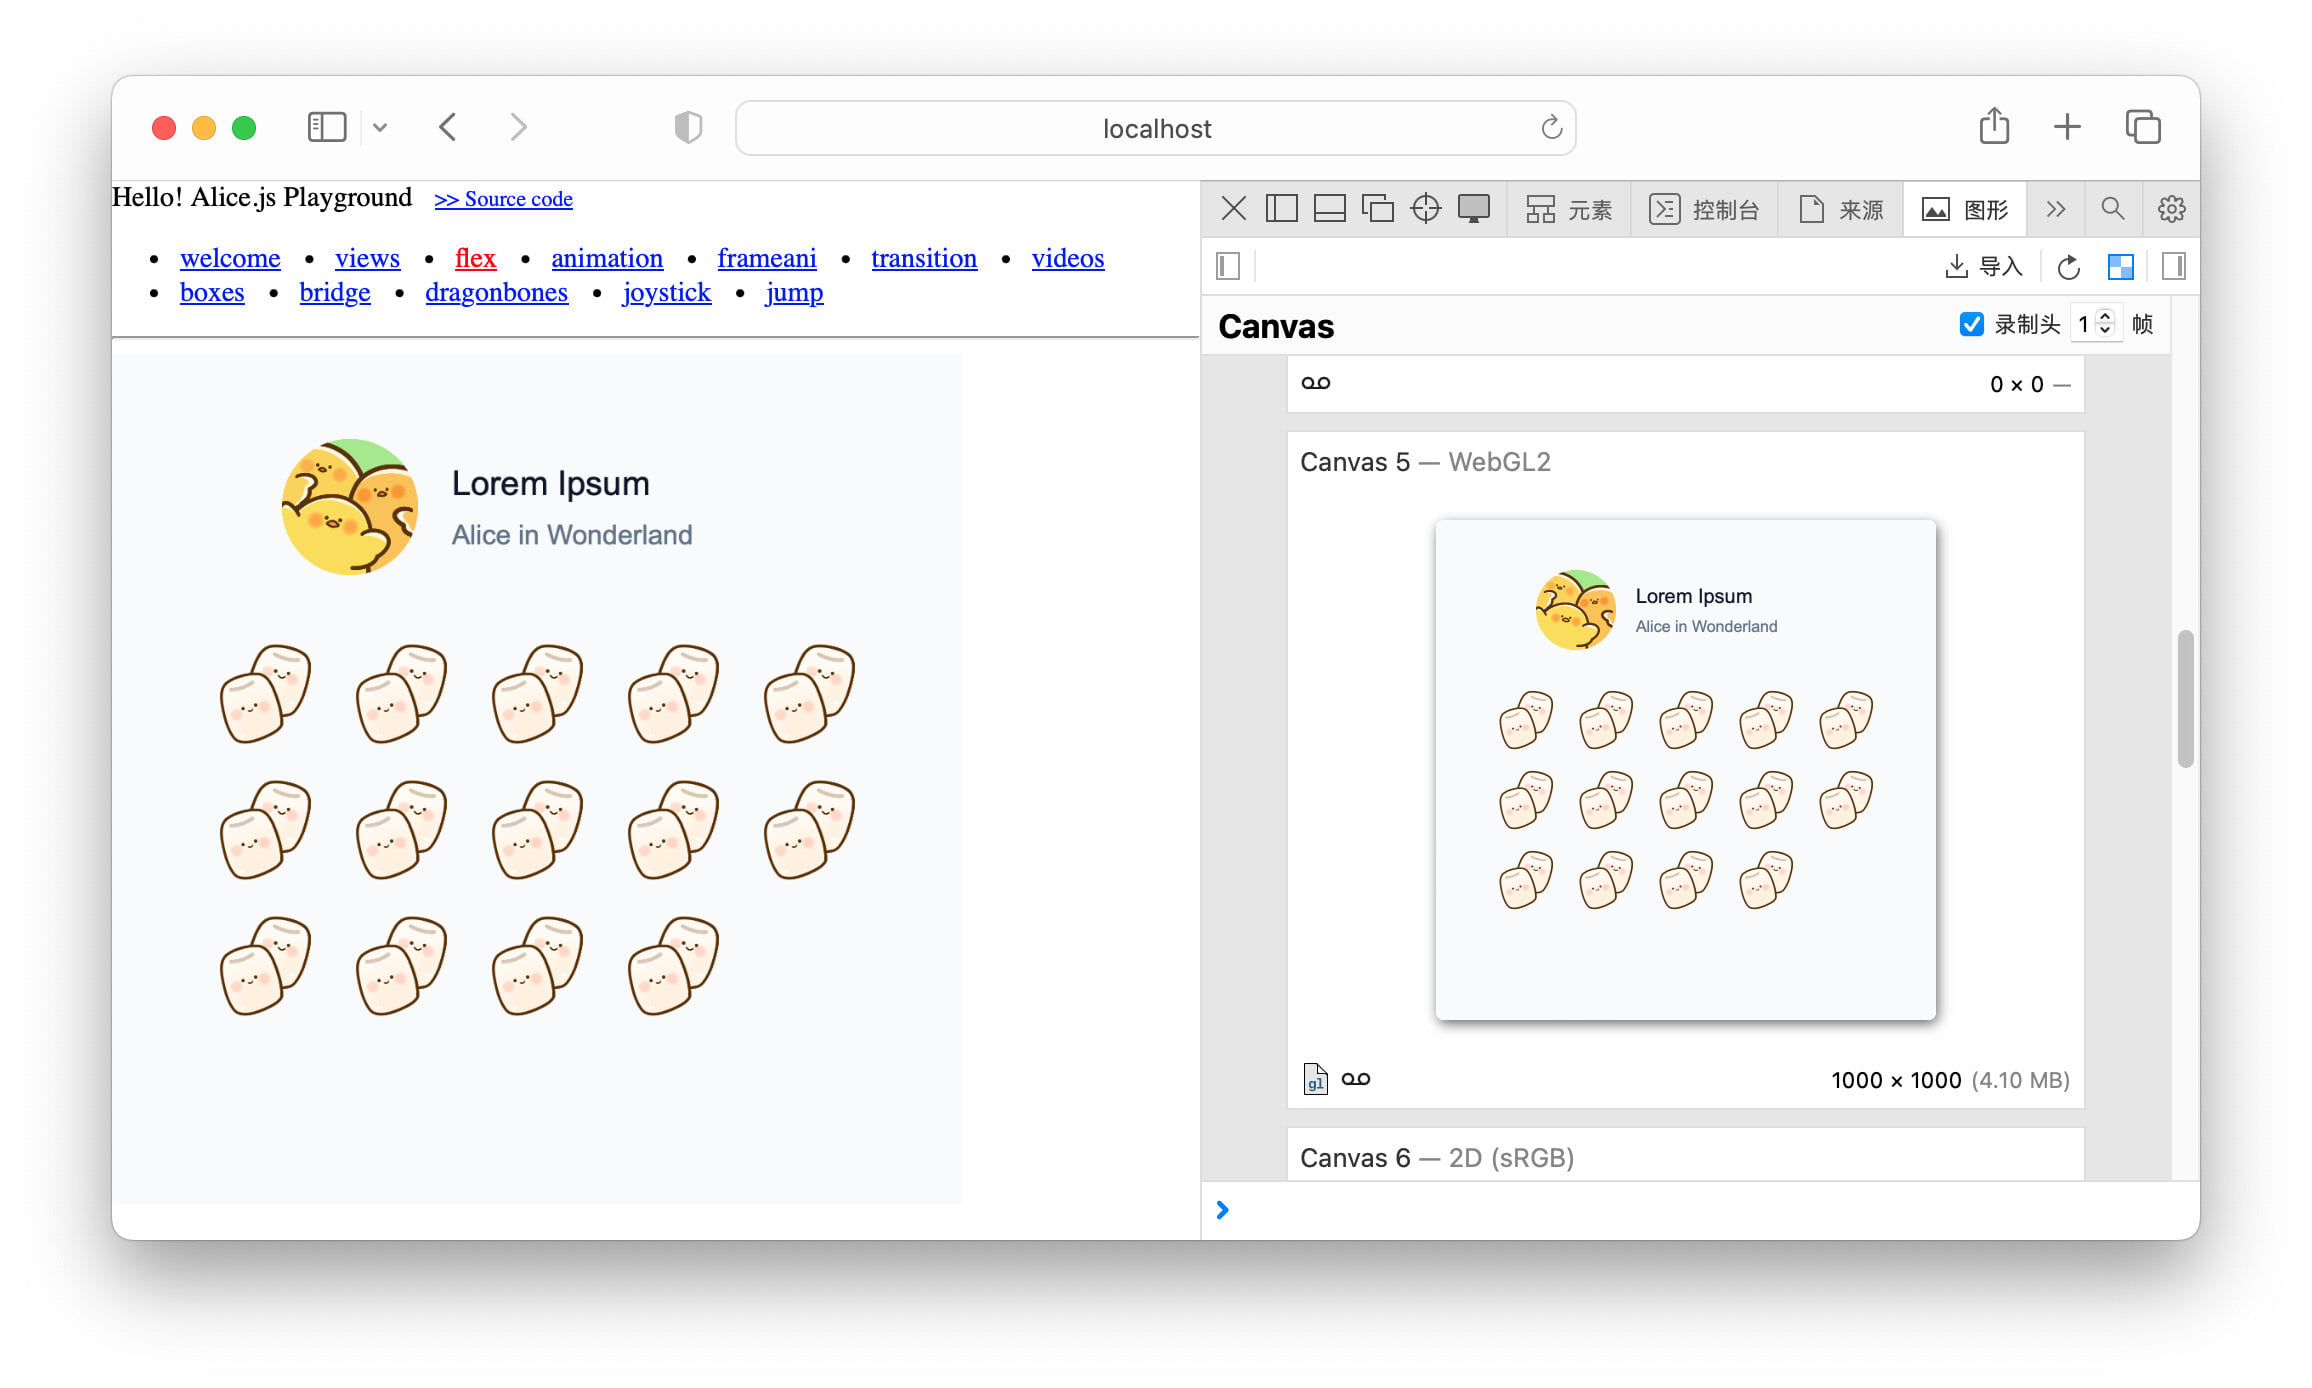 localhost
Hello! Alice.js Playground >> Source code
• welcome • views • flex • animation • frameani • transition • videos
• boxes • bridge • dragonbones • joystick • jump
Lorem Ipsum
Alice in Wonderland
元素 控制台 来源 图形
导入
Canvas 录制头 1 帧
0 × 0 —
Canvas 5 — WebGL2
Lorem Ipsum
Alice in Wonderland
gl 1000 × 1000 (4.10 MB)
Canvas 6 — 2D (sRGB)